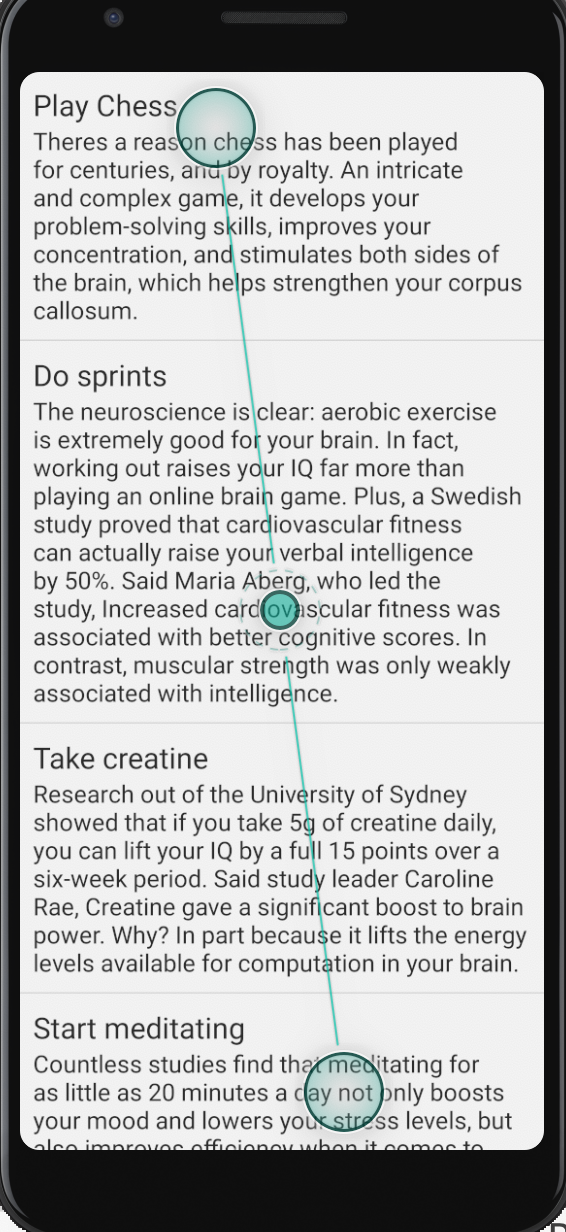 Play Chess
Theres a reason chess has been played
for centuries, and by royalty. An intricate
and complex game, it develops your
problem-solving skills, improves your
concentration, and stimulates both sides of
the brain, which helps strengthen your corpus
callosum.
Do sprints
The neuroscience is clear: aerobic exercise
is extremely good for your brain. In fact,
working out raises your IQ far more than
playing an online brain game. Plus, a Swedish
study proved that cardiovascular fitness
can actually raise your verbal intelligence
by 50%. Said Maria Aberg, who led the
study, Increased cardiovascular fitness was
associated with better cognitive scores. In
contrast, muscular strength was only weakly
associated with intelligence.
Take creatine
Research out of the University of Sydney
showed that if you take 5g of creatine daily,
you can lift your IQ by a full 15 points over a
six-week period. Said study leader Caroline
Rae, Creatine gave a significant boost to brain
power. Why? In part because it lifts the energy
levels available for computation in your brain.
Start meditating
Countless studies find that meditating for
as little as 20 minutes a day not only boosts
your mood and lowers your stress levels, but
also improves efficiency when it comes to